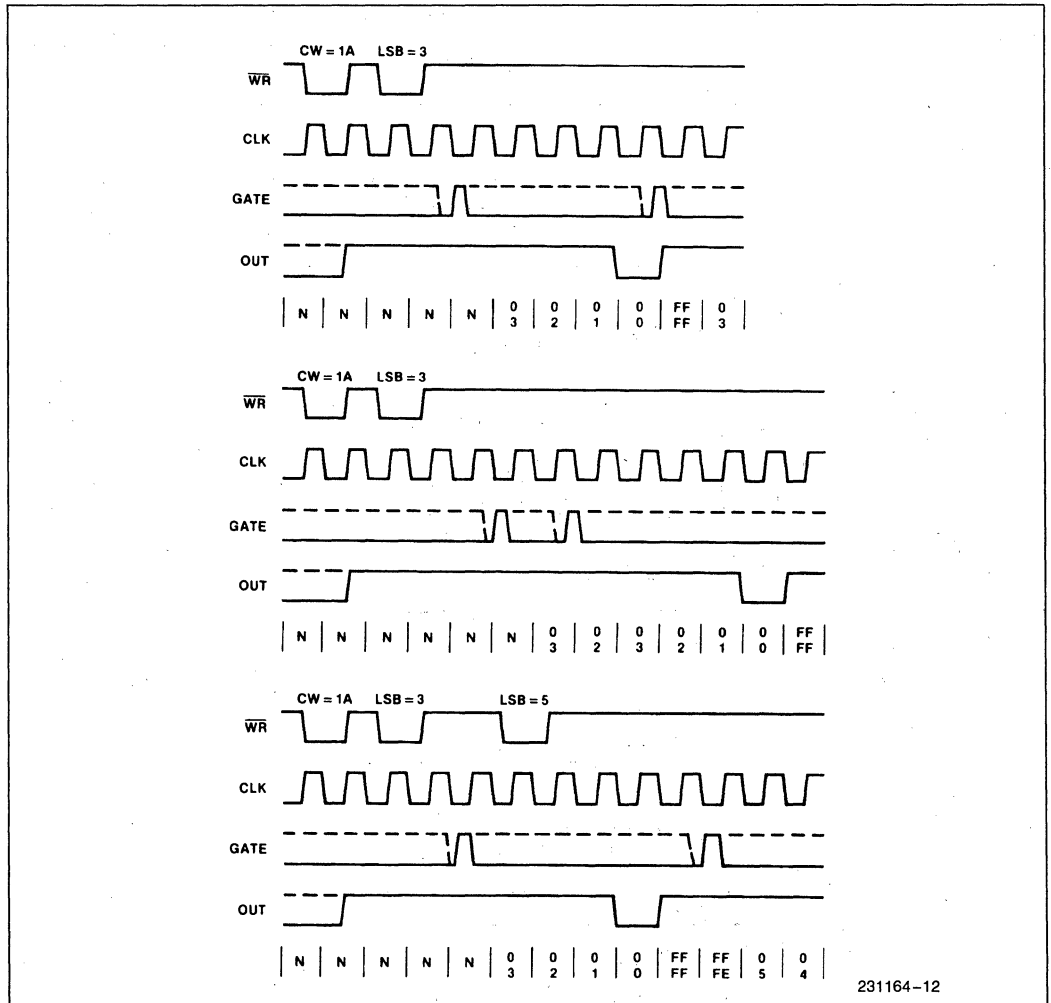 CW = 1A LSB = 3
WR
CLK
GATE
OUT
N N N N N 0 0 0 0 FF 0
3 2 1 0 FF 3
CW = 1A LSB = 3
WR
CLK
GATE
OUT
N N N N N N 0 0 0 0 0 0 FF
3 2 3 2 1 0 FF
CW = 1A LSB = 3 LSB = 5
WR
CLK
GATE
OUT
N N N N N 0 0 0 0 FF FF 0 0
3 2 1 0 FF FE 5 4
231164-12